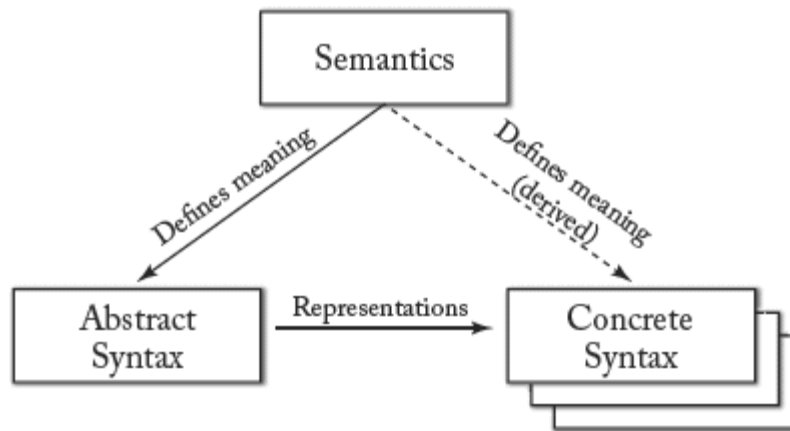 Semantics
Defines meaning
Defines meaning
(derived)
Abstract
Syntax
Representations
Concrete
Syntax